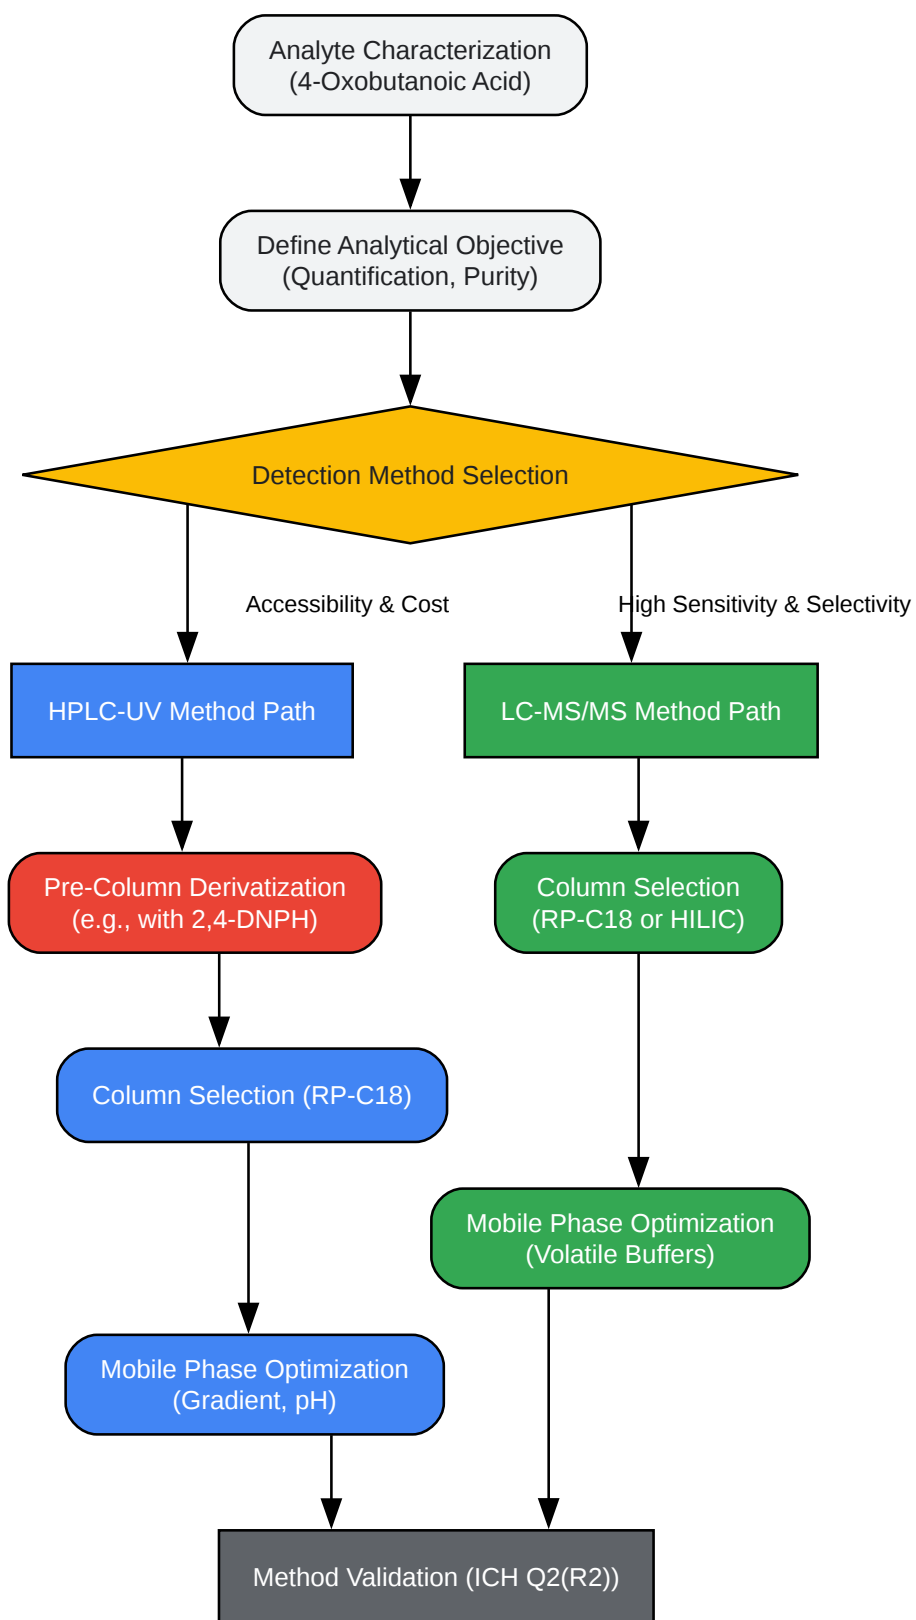 Analyte Characterization
(4-Oxobutanoic Acid)
Define Analytical Objective
(Quantification, Purity)
Detection Method Selection
Accessibility & Cost
High Sensitivity & Selectivity
HPLC-UV Method Path
LC-MS/MS Method Path
Pre-Column Derivatization
(e.g., with 2,4-DNPH)
Column Selection
(RP-C18 or HILIC)
Column Selection (RP-C18)
Mobile Phase Optimization
(Volatile Buffers)
Mobile Phase Optimization
(Gradient, pH)
Method Validation (ICH Q2(R2))